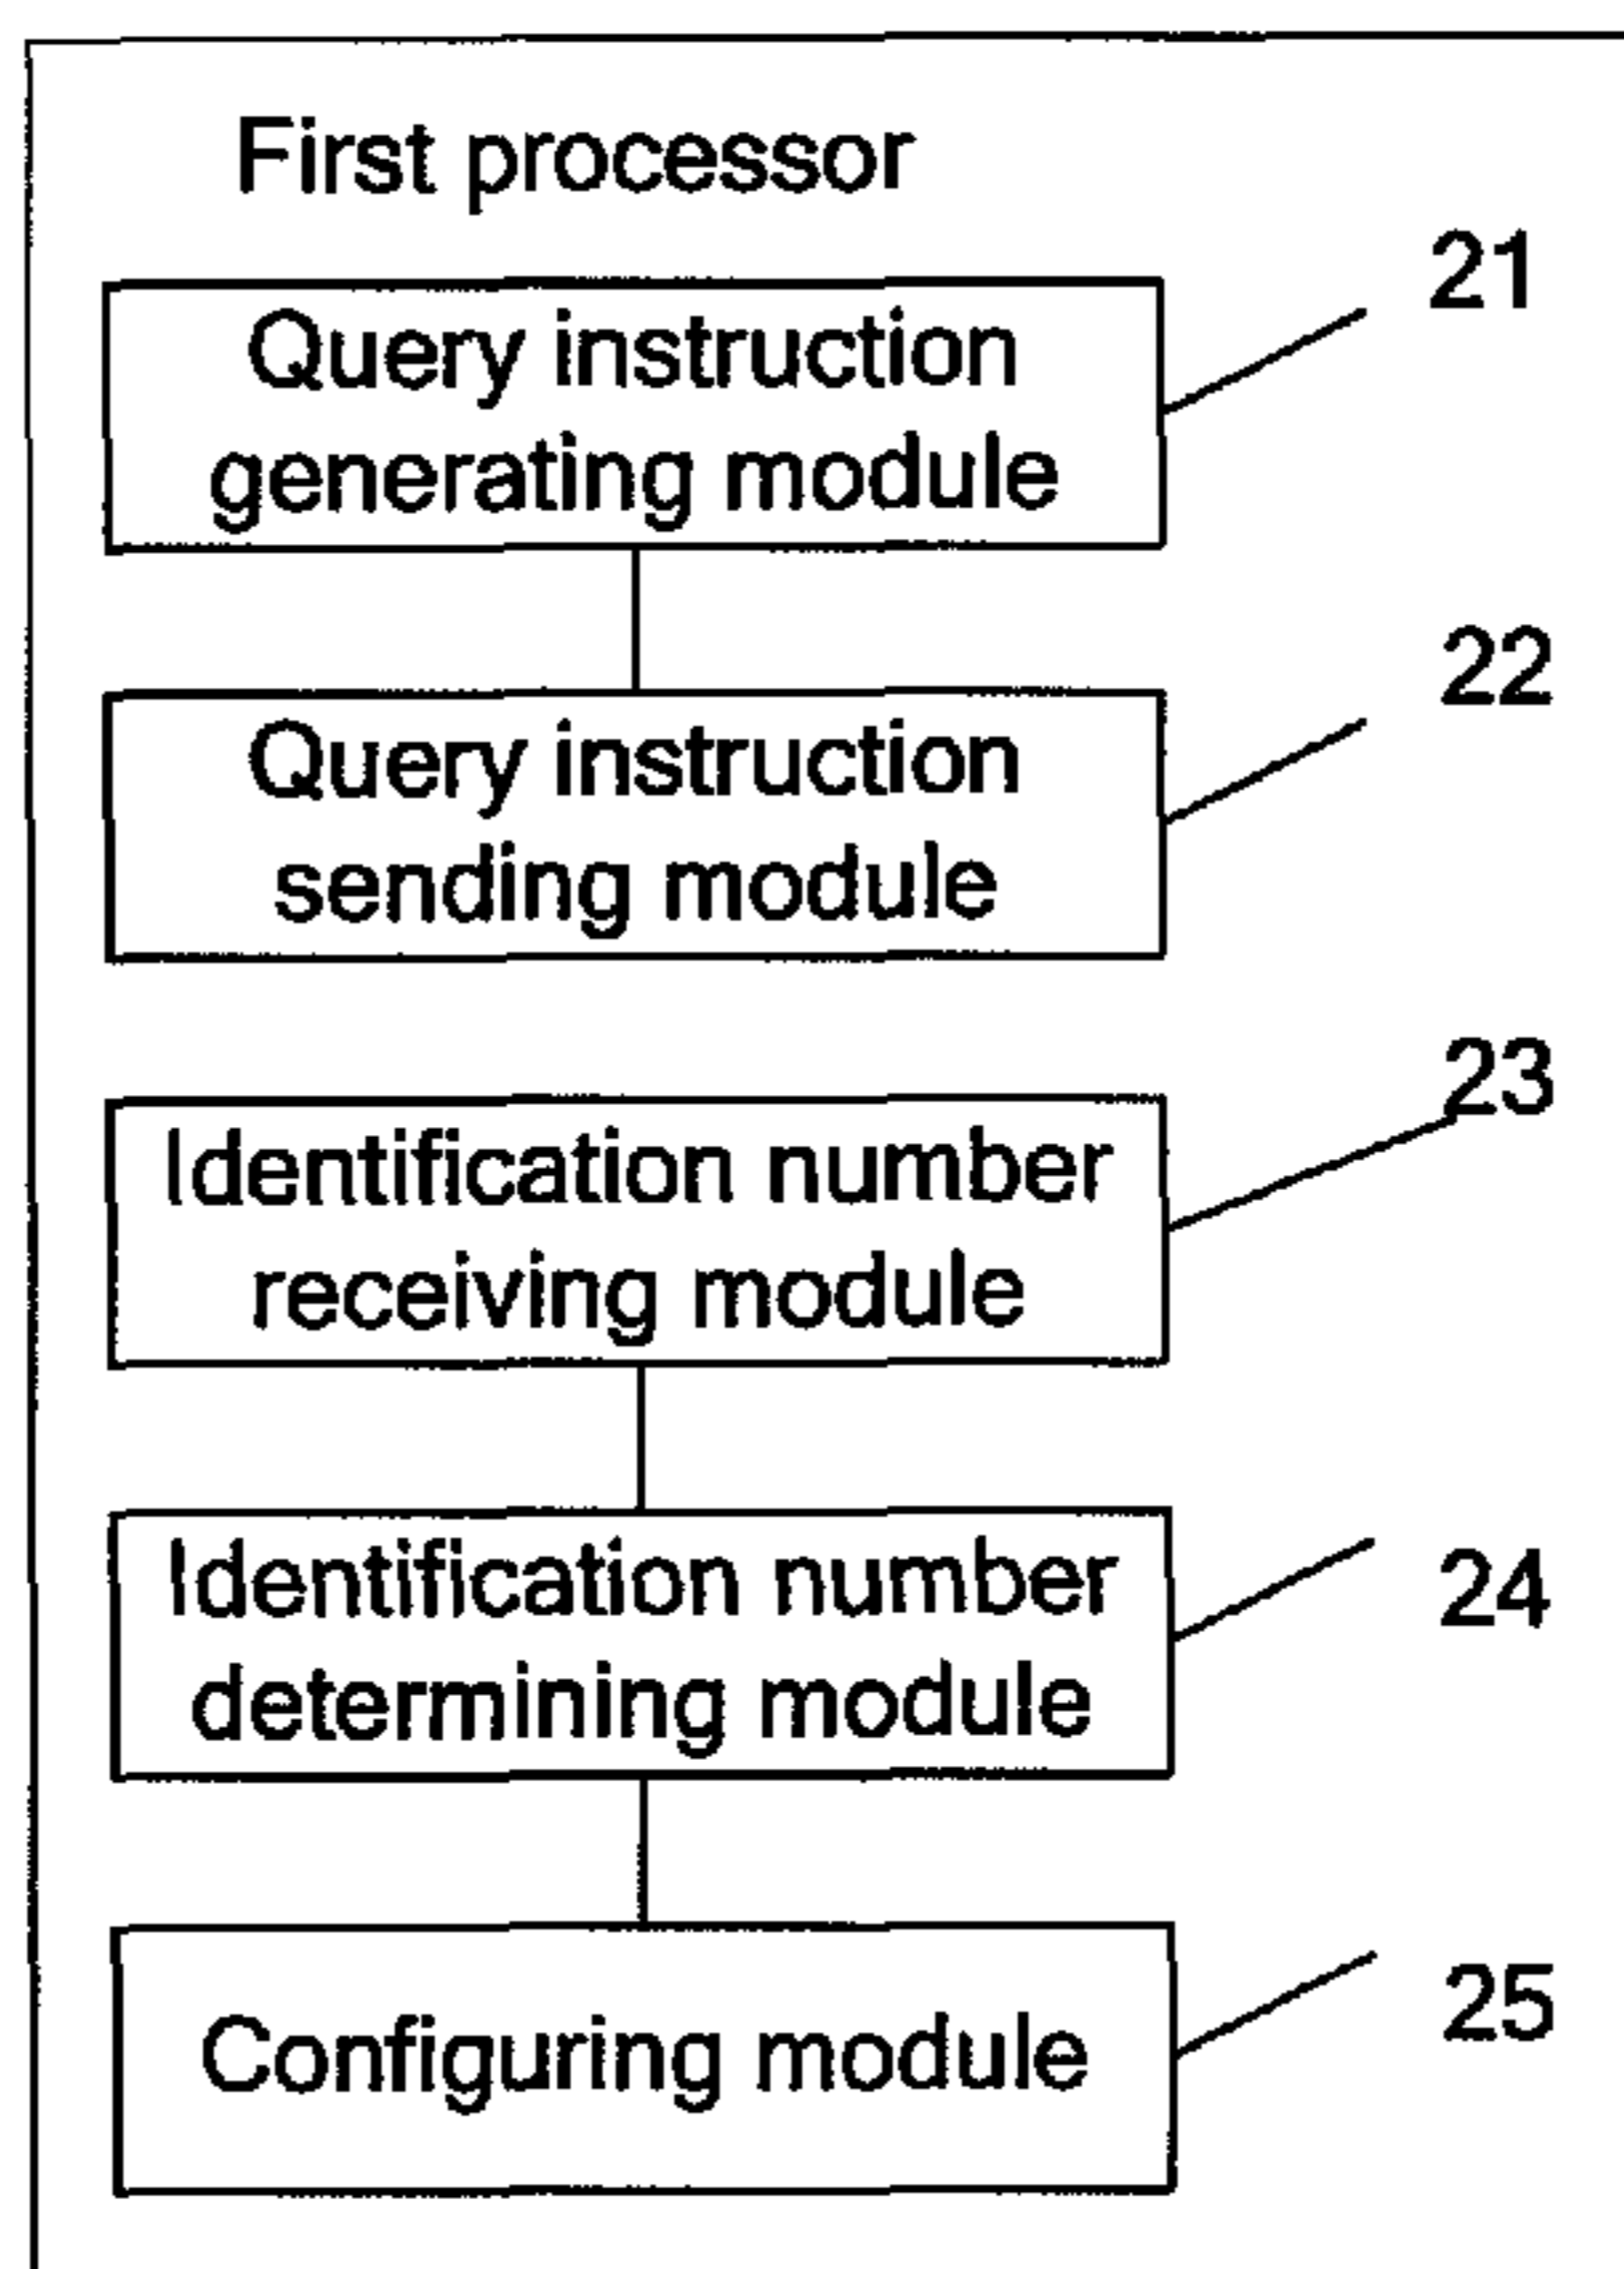 First processor
21
Query instruction
generating module
22
Query instruction
sending module
23
Identification number
receiving module
24
Identification number
determining module
25
Configuring module